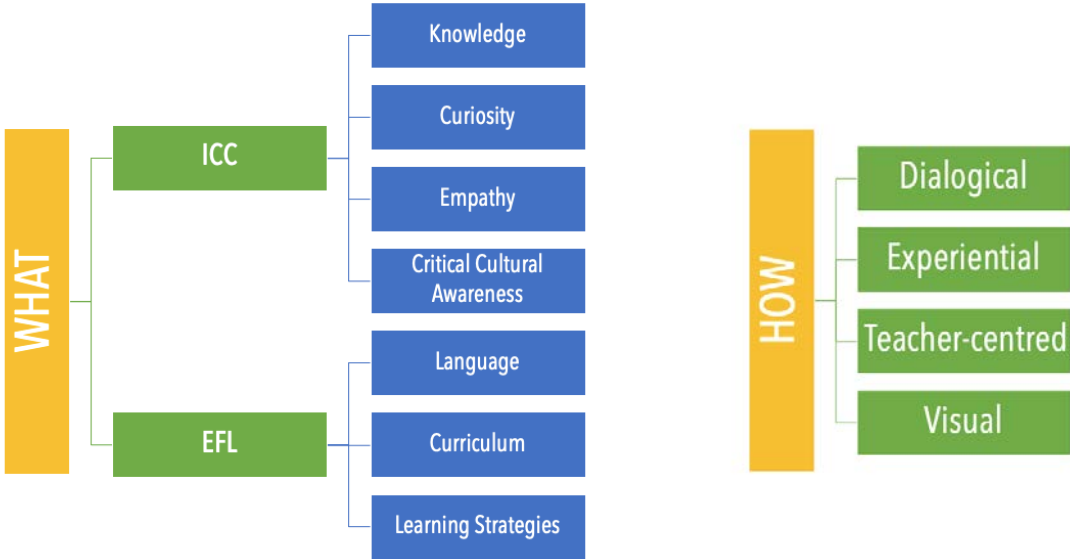 WHAT
ICC
Knowledge
Curiosity
Empathy
Critical Cultural
Awareness
EFL
Language
Curriculum
Learning Strategies
HOW
Dialogical
Experiential
Teacher-centred
Visual